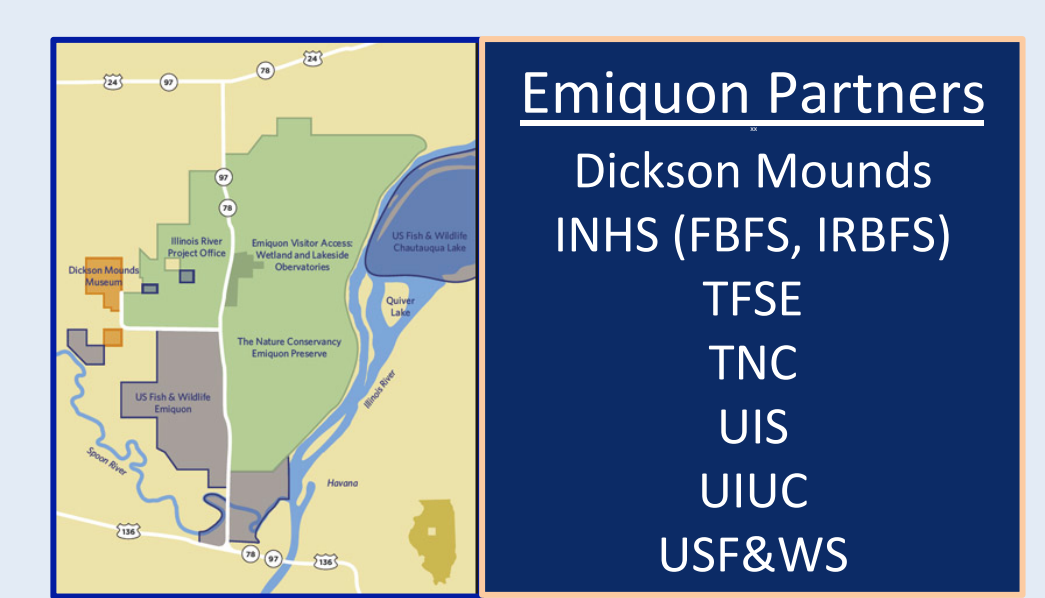 24
97
78
24
97
78
Illinois River
Project Office
Emiquon Visitor Access:
Wetland and Lakeside
Obervatories
US Fish & Wildlife
Chautauqua Lake
Dickson Mounds
Museum
Quiver
Lake
The Nature Conservancy
Emiquon Preserve
US Fish & Wildlife
Emiquon
Illinois River
Spoon River
Havana
136
78
97
136
Emiquon Partners
xx
Dickson Mounds
INHS (FBFS, IRBFS)
TFSE
TNC
UIS
UIUC
USF&WS